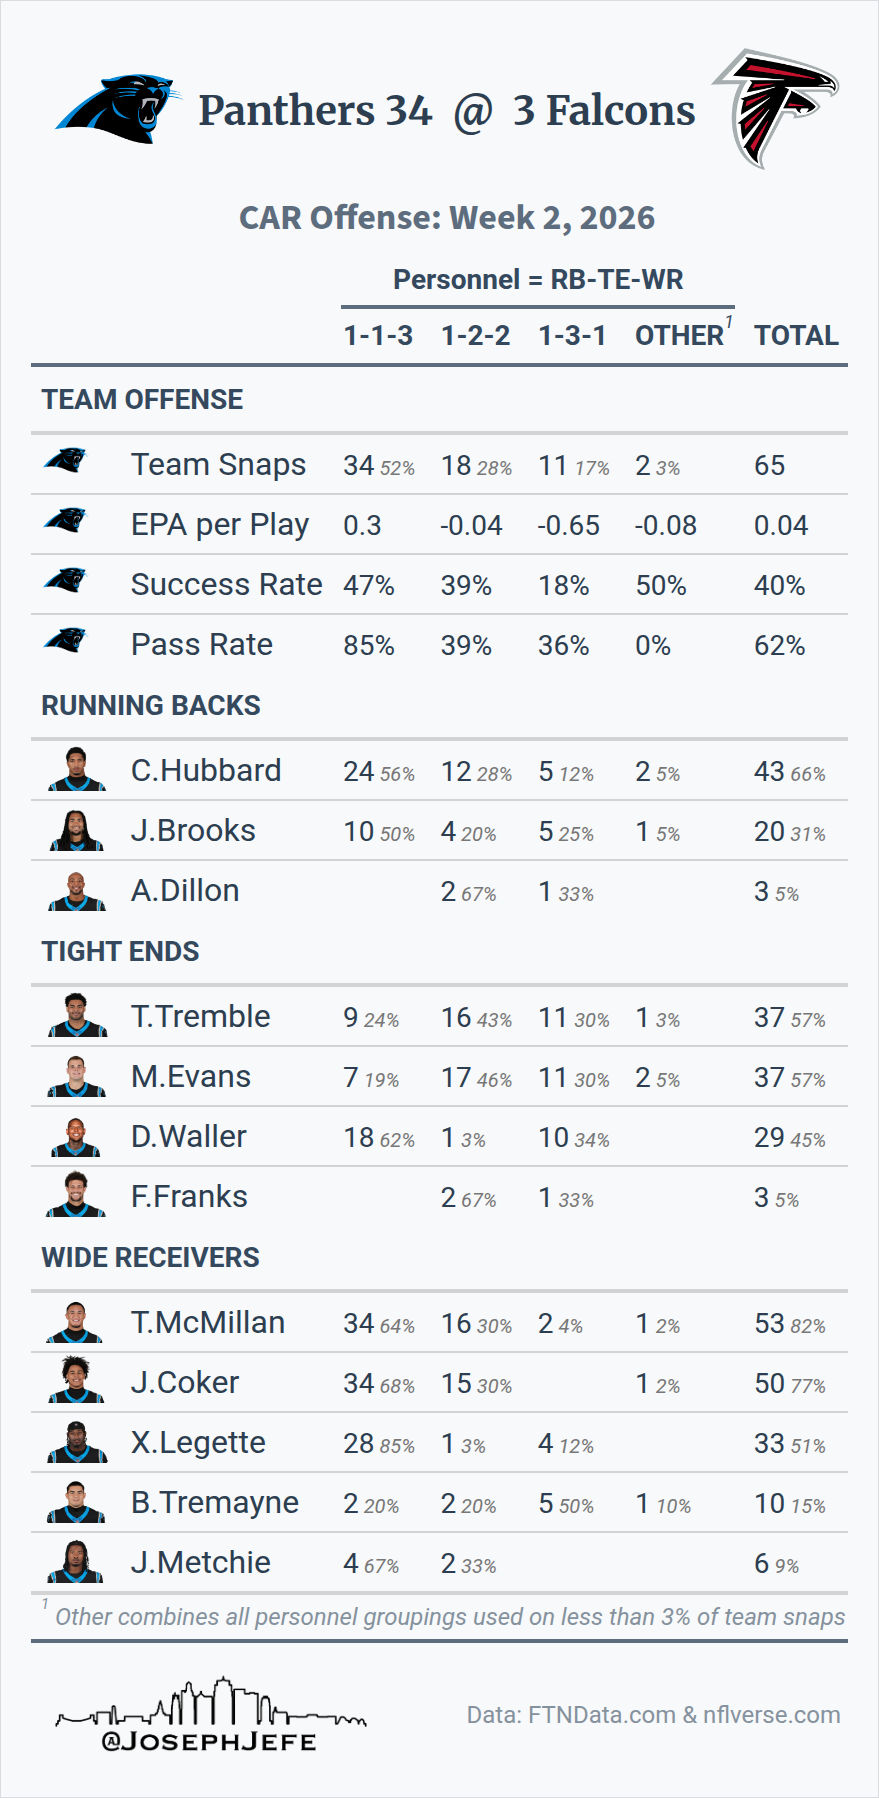 Panthers 34 @ 3 Falcons
CAR Offense: Week 2, 2026
Personnel = RB-TE-WR
1-1-3 1-2-2 1-3-1 OTHER1 TOTAL
TEAM OFFENSE
Team Snaps 34 52% 18 28% 11 17% 2 3% 65
EPA per Play 0.3 -0.04 -0.65 -0.08 0.04
Success Rate 47% 39% 18% 50% 40%
Pass Rate 85% 39% 36% 0% 62%
RUNNING BACKS
C.Hubbard 24 56% 12 28% 5 12% 2 5% 43 66%
J.Brooks 10 50% 4 20% 5 25% 1 5% 20 31%
A.Dillon 2 67% 1 33% 3 5%
TIGHT ENDS
T.Tremble 9 24% 16 43% 11 30% 1 3% 37 57%
M.Evans 7 19% 17 46% 11 30% 2 5% 37 57%
D.Waller 18 62% 1 3% 10 34% 29 45%
F.Franks 2 67% 1 33% 3 5%
WIDE RECEIVERS
T.McMillan 34 64% 16 30% 2 4% 1 2% 53 82%
J.Coker 34 68% 15 30% 1 2% 50 77%
X.Legette 28 85% 1 3% 4 12% 33 51%
B.Tremayne 2 20% 2 20% 5 50% 1 10% 10 15%
J.Metchie 4 67% 2 33% 6 9%
1 Other combines all personnel groupings used on less than 3% of team snaps
@JOSEPHJEFE
Data: FTNData.com & nflverse.com